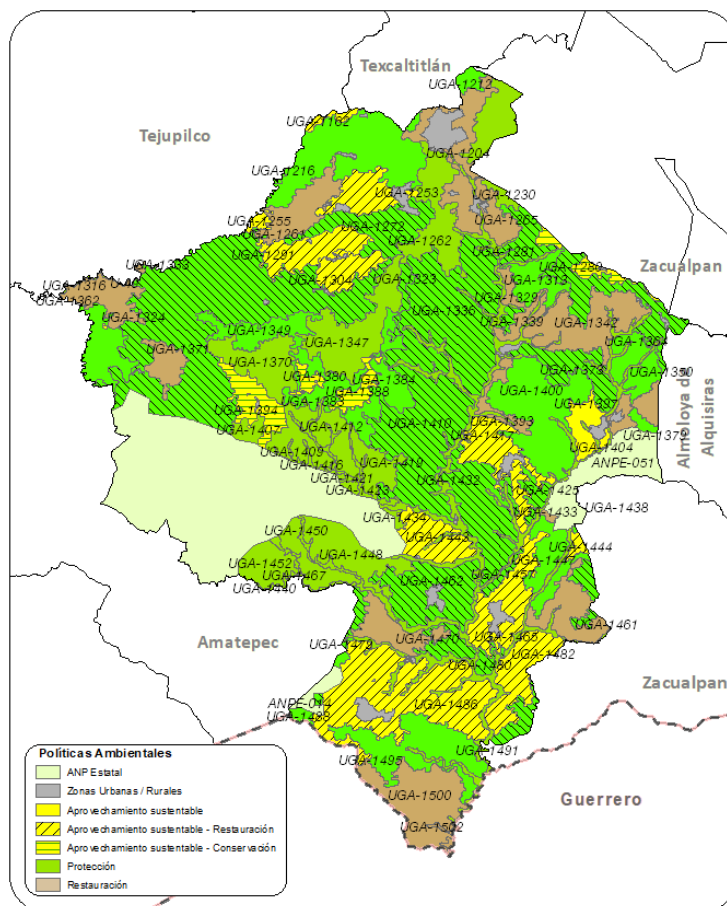 Texcaltitlán
UGA-1212
UGA-1162
Tejupilco
UGA-1204
UGA-1216
UGA-1253
UGA-1230
UGA-1255
UGA-1265
UGA-1272
UGA-1261
UGA-1262
UGA-1291
UGA-1281
Zacualpan
UGA-1288
UGA-1304
UGA-1323
UGA-1313
UGA-1316
UGA-1362
UGA-1329
UGA-1336
UGA-1324
UGA-1339
UGA-1342
UGA-1349
UGA-1347
UGA-1364
UGA-1371
UGA-1370
UGA-1373
UGA-1350
UGA-1380
UGA-1384
UGA-1388
UGA-1400
UGA-1383
UGA-1397
Almoloya de Alquisiras
UGA-1394
UGA-1407
UGA-1412
UGA-1410
UGA-1393
UGA-1417
UGA-1379
UGA-1404
UGA-1409
UGA-1416
UGA-1419
ANPE-051
UGA-1421
UGA-1432
UGA-1423
UGA-1425
UGA-1438
UGA-1434
UGA-1433
UGA-1450
UGA-1443
UGA-1444
UGA-1448
UGA-1447
UGA-1452
UGA-1467
UGA-1457
UGA-1462
UGA-1440
UGA-1461
Amatepec
UGA-1479
UGA-1470
UGA-1465
UGA-1482
UGA-1480
Zacualpan
ANPE-014
UGA-1488
UGA-1486
UGA-1491
UGA-1495
Guerrero
UGA-1500
UGA-1502
Políticas Ambientales
ANP Estatal
Zonas Urbanas / Rurales
Aprovechamiento sustentable
Aprovechamiento sustentable - Restauración
Aprovechamiento sustentable - Conservación
Protección
Restauración